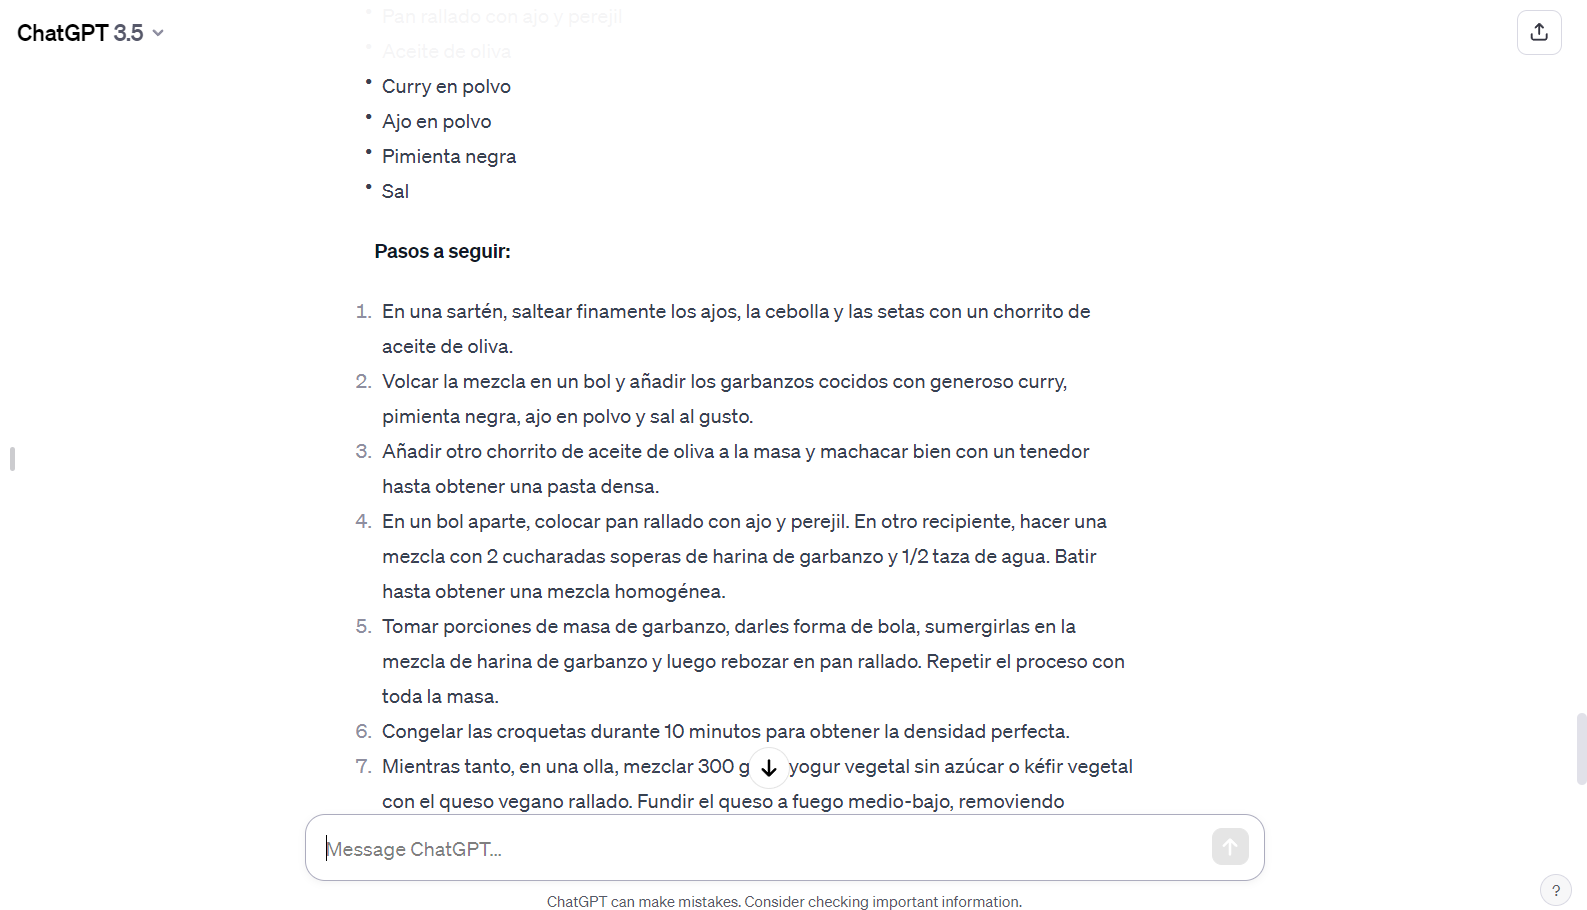 ChatGPT 3.5
• Pan rallado con ajo y perejil
• Aceite de oliva
• Curry en polvo
• Ajo en polvo
• Pimienta negra
• Sal
Pasos a seguir:
1. En una sartén, saltear finamente los ajos, la cebolla y las setas con un chorrito de
aceite de oliva.
2. Volcar la mezcla en un bol y añadir los garbanzos cocidos con generoso curry,
pimienta negra, ajo en polvo y sal al gusto.
3. Añadir otro chorrito de aceite de oliva a la masa y machacar bien con un tenedor
hasta obtener una pasta densa.
4. En un bol aparte, colocar pan rallado con ajo y perejil. En otro recipiente, hacer una
mezcla con 2 cucharadas soperas de harina de garbanzo y 1/2 taza de agua. Batir
hasta obtener una mezcla homogénea.
5. Tomar porciones de masa de garbanzo, darles forma de bola, sumergirlas en la
mezcla de harina de garbanzo y luego rebozar en pan rallado. Repetir el proceso con
toda la masa.
6. Congelar las croquetas durante 10 minutos para obtener la densidad perfecta.
7. Mientras tanto, en una olla, mezclar 300 g yogur vegetal sin azúcar o kéfir vegetal
con el queso vegano rallado. Fundir el queso a fuego medio-bajo, removiendo
Message ChatGPT...
ChatGPT can make mistakes. Consider checking important information.
?